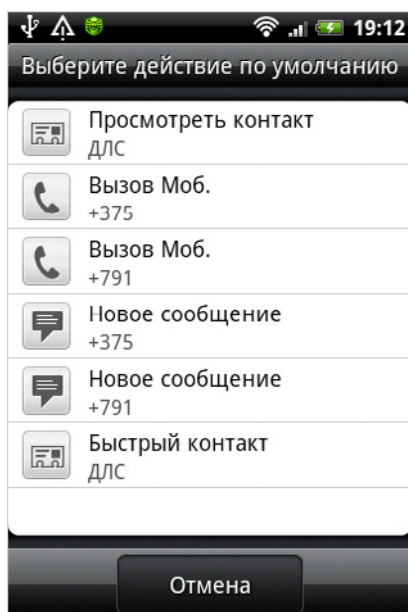 19:12
Выберите действие по умолчанию
Просмотреть контакт
ДЛС
Вызов Моб.
+375
Вызов Моб.
+791
Новое сообщение
+375
Новое сообщение
+791
Быстрый контакт
ДЛС
Отмена